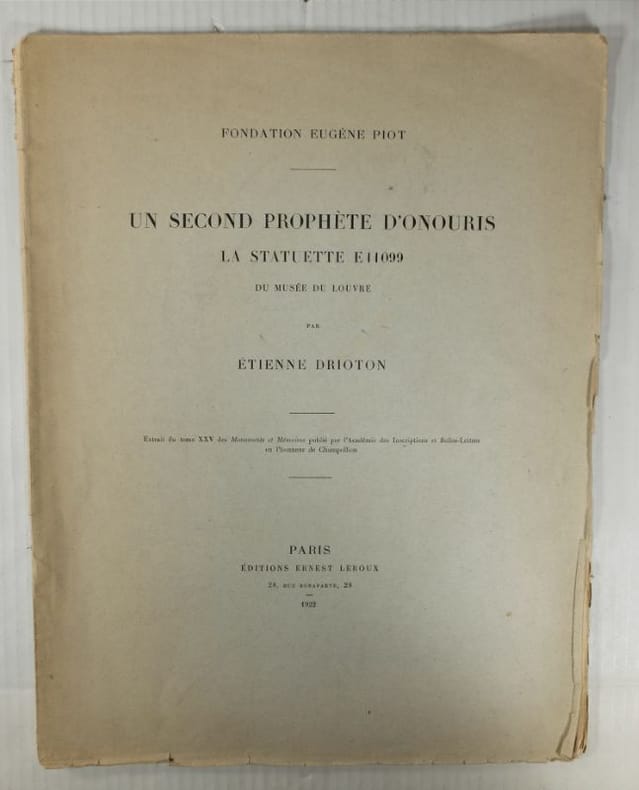 FONDATION EUGÈNE PIOT
UN SECOND PROPHÈTE D'ONOURIS
LA STATUETTE E11099
DU MUSÉE DU LOUVRE
PAR
ÉTIENNE DRIOTON
Extrait du tome XXV des Monuments et Mémoires publié par l'Académie des Inscriptions et Belles-Lettres
en l'honneur de Champollion
PARIS
ÉDITIONS ERNEST LEROUX
28, RUE BONAPARTE, 28
1922